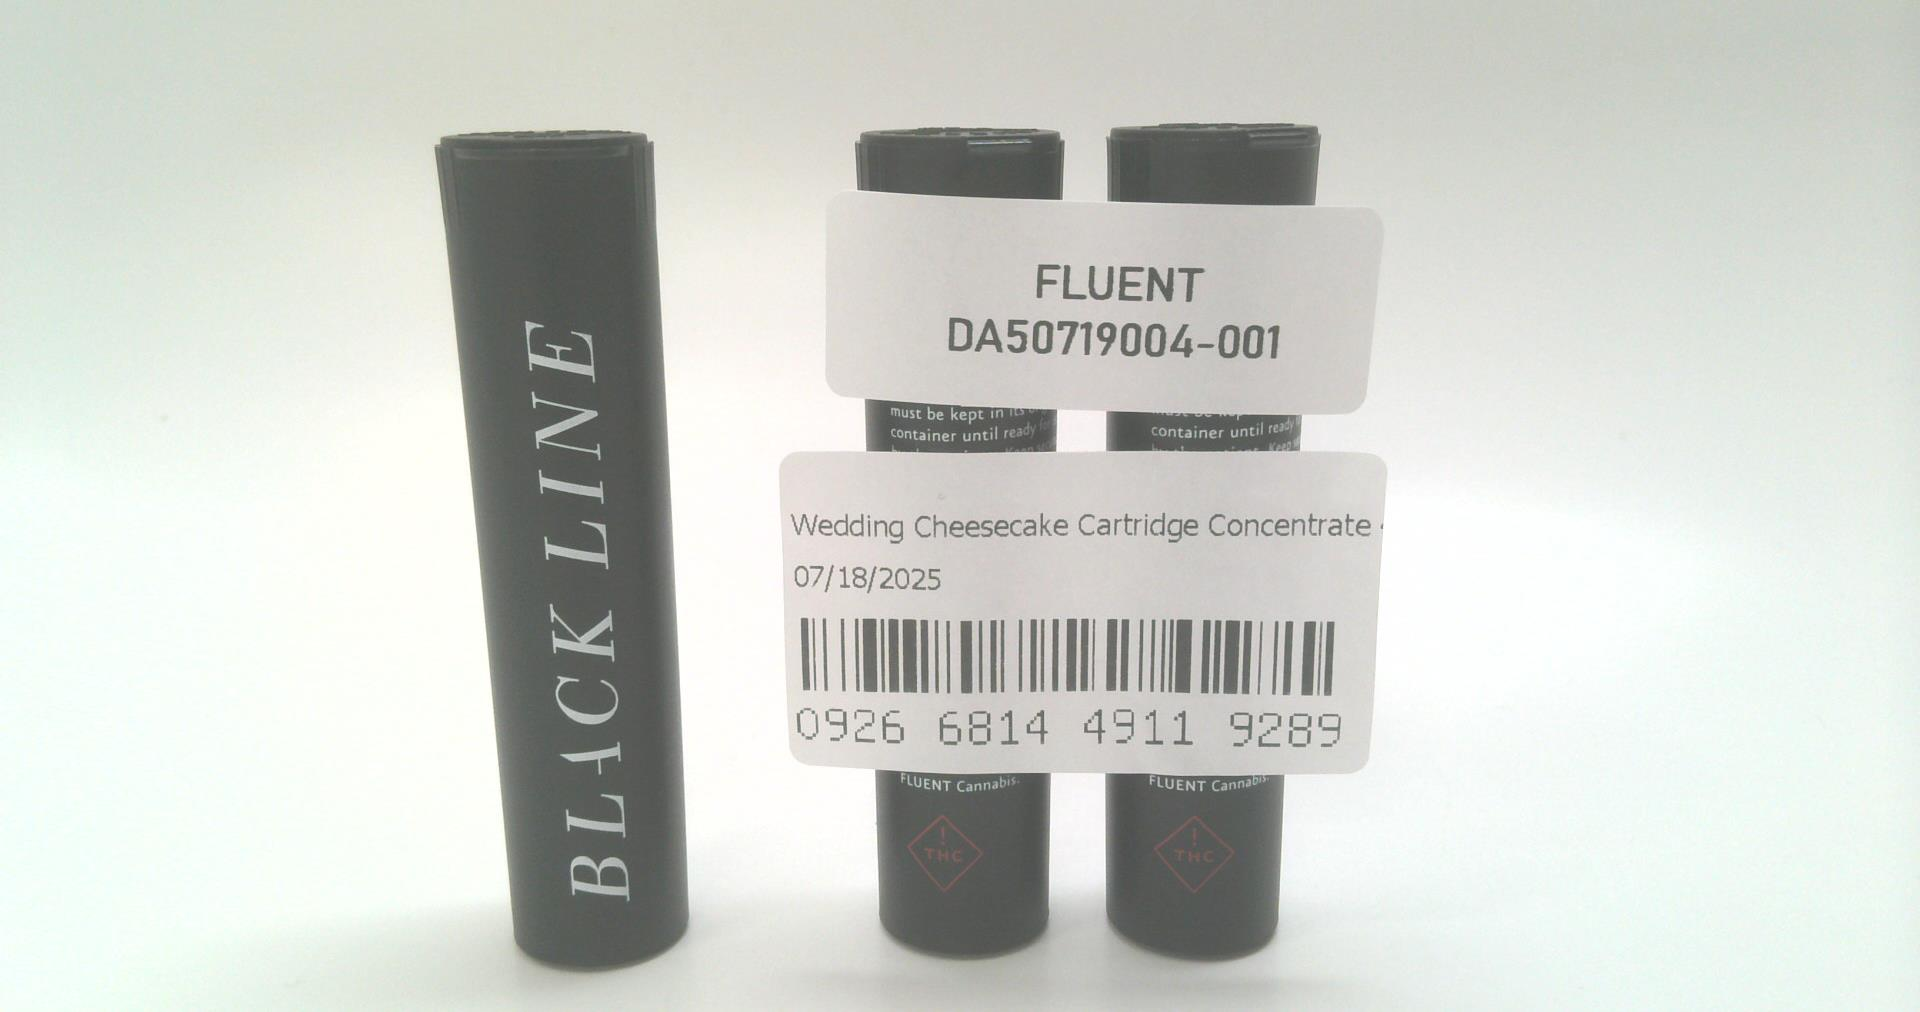 BLACK LINE
FLUENT
DA50719004-001
must be kept in its
container until ready for
container until ready
Wedding Cheesecake Cartridge Concentrate
07/18/2025
0926 6814 4911 9289
FLUENT Cannabis.
FLUENT Cannabis.
!
THC
!
THC